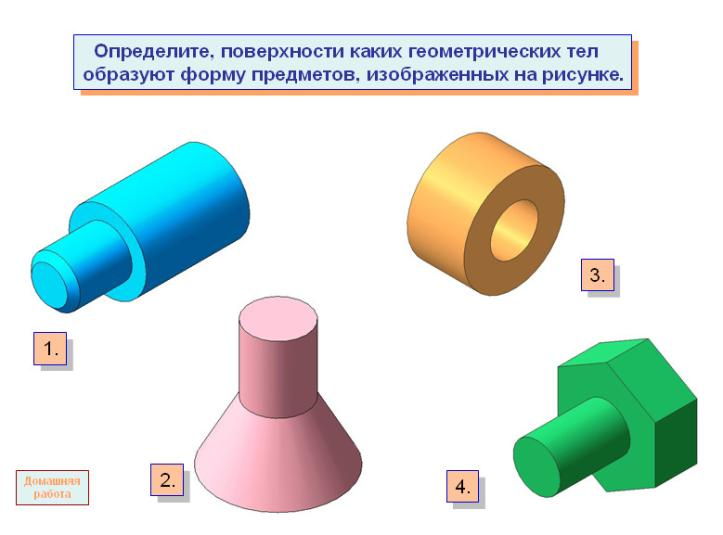 Определите, поверхности каких геометрических тел
образуют форму предметов, изображенных на рисунке.
3.
1.
2.
4.
Домашняя
работа